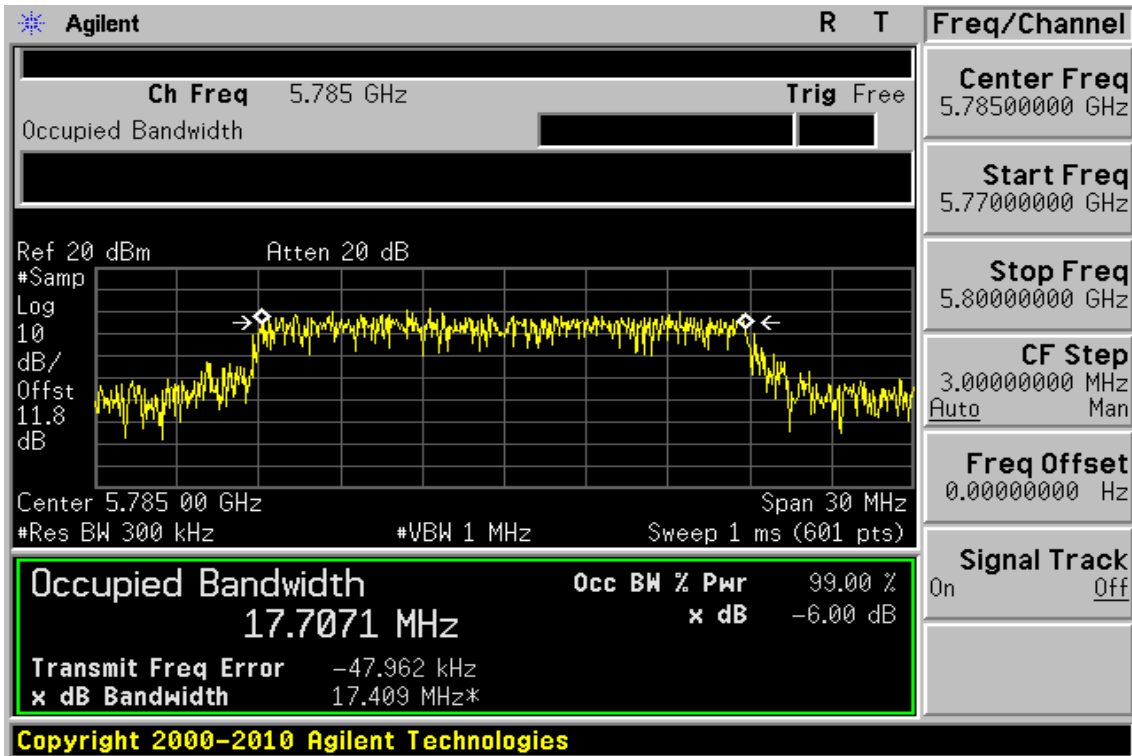 Agilent R T
Ch Freq 5.785 GHz Trig Free
Occupied Bandwidth
Ref 20 dBm Atten 20 dB
#Samp
Log
10
dB/
Offst
11.8
dB
Center 5.785 00 GHz Span 30 MHz
#Res BW 300 kHz #VBW 1 MHz Sweep 1 ms (601 pts)
Occupied Bandwidth Occ BW % Pwr 99.00 %
17.7071 MHz x dB -6.00 dB
Transmit Freq Error -47.962 kHz
x dB Bandwidth 17.409 MHz*
Copyright 2000-2010 Agilent Technologies
Freq/Channel
Center Freq
5.78500000 GHz
Start Freq
5.77000000 GHz
Stop Freq
5.80000000 GHz
CF Step
3.00000000 MHz
Auto Man
Freq Offset
0.00000000 Hz
Signal Track
On Off